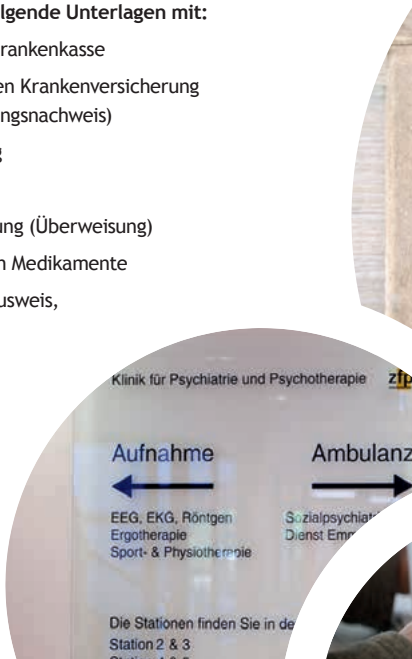 lgende Unterlagen mit:
rankenkasse
en Krankenversicherung
ngsnachweis)
g
ung (Überweisung)
n Medikamente
usweis,
Klinik für Psychiatrie und Psychotherapie zfp
Aufnahme
Ambulanz
EEG, EKG, Röntgen
Ergotherapie
Sport- & Physiotherapie
Sozialpsychiat
Dienst Emm
Die Stationen finden Sie in de
Station 2 & 3